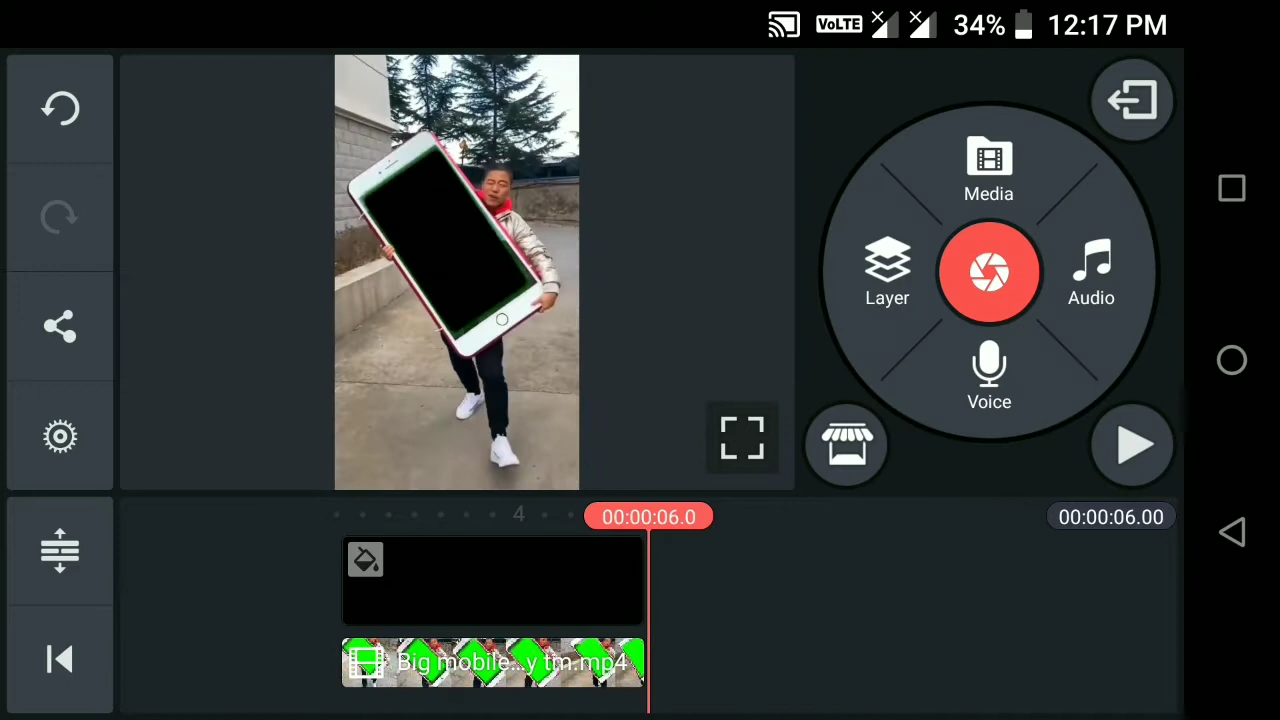 VoLTE 34% 12:17 PM
Media
Layer
Audio
Voice
4
00:00:06.0
00:00:06.00
Big mobile...y tm.mp4